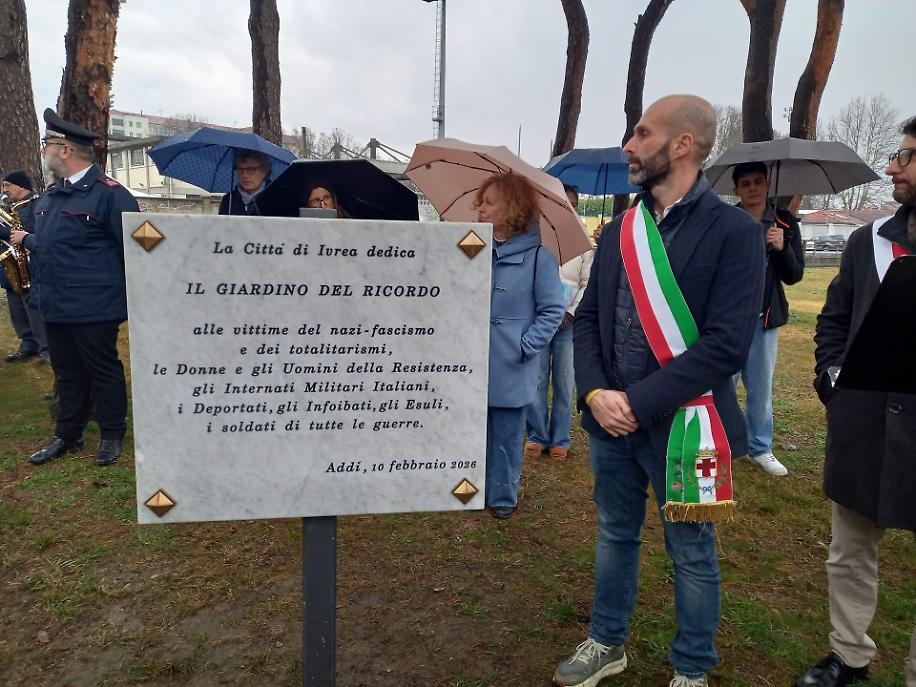 La Città di Ivrea dedica
IL GIARDINO DEL RICORDO
alle vittime del nazi-fascismo
e dei totalitarismi,
le Donne e gli Uomini della Resistenza,
gli Internati Militari Italiani,
i Deportati, gli Infoibati, gli Esuli,
i soldati di tutte le guerre.
Addí, 10 febbraio 2026